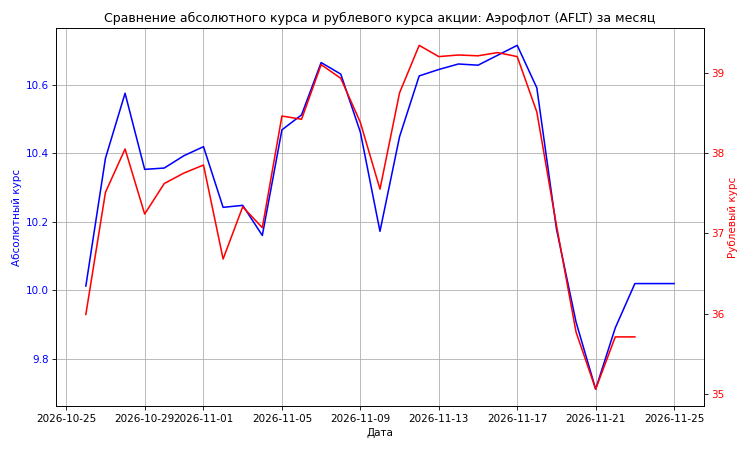 Сравнение абсолютного курса и рублевого курса акции: Аэрофлот (AFLT) за месяц
Абсолютный курс
10.6
10.4
10.2
10.0
9.8
39
38
37
36
35
Рублевый курс
2026-10-25 2026-10-29 2026-11-01 2026-11-05 2026-11-09 2026-11-13 2026-11-17 2026-11-21 2026-11-25
Дата